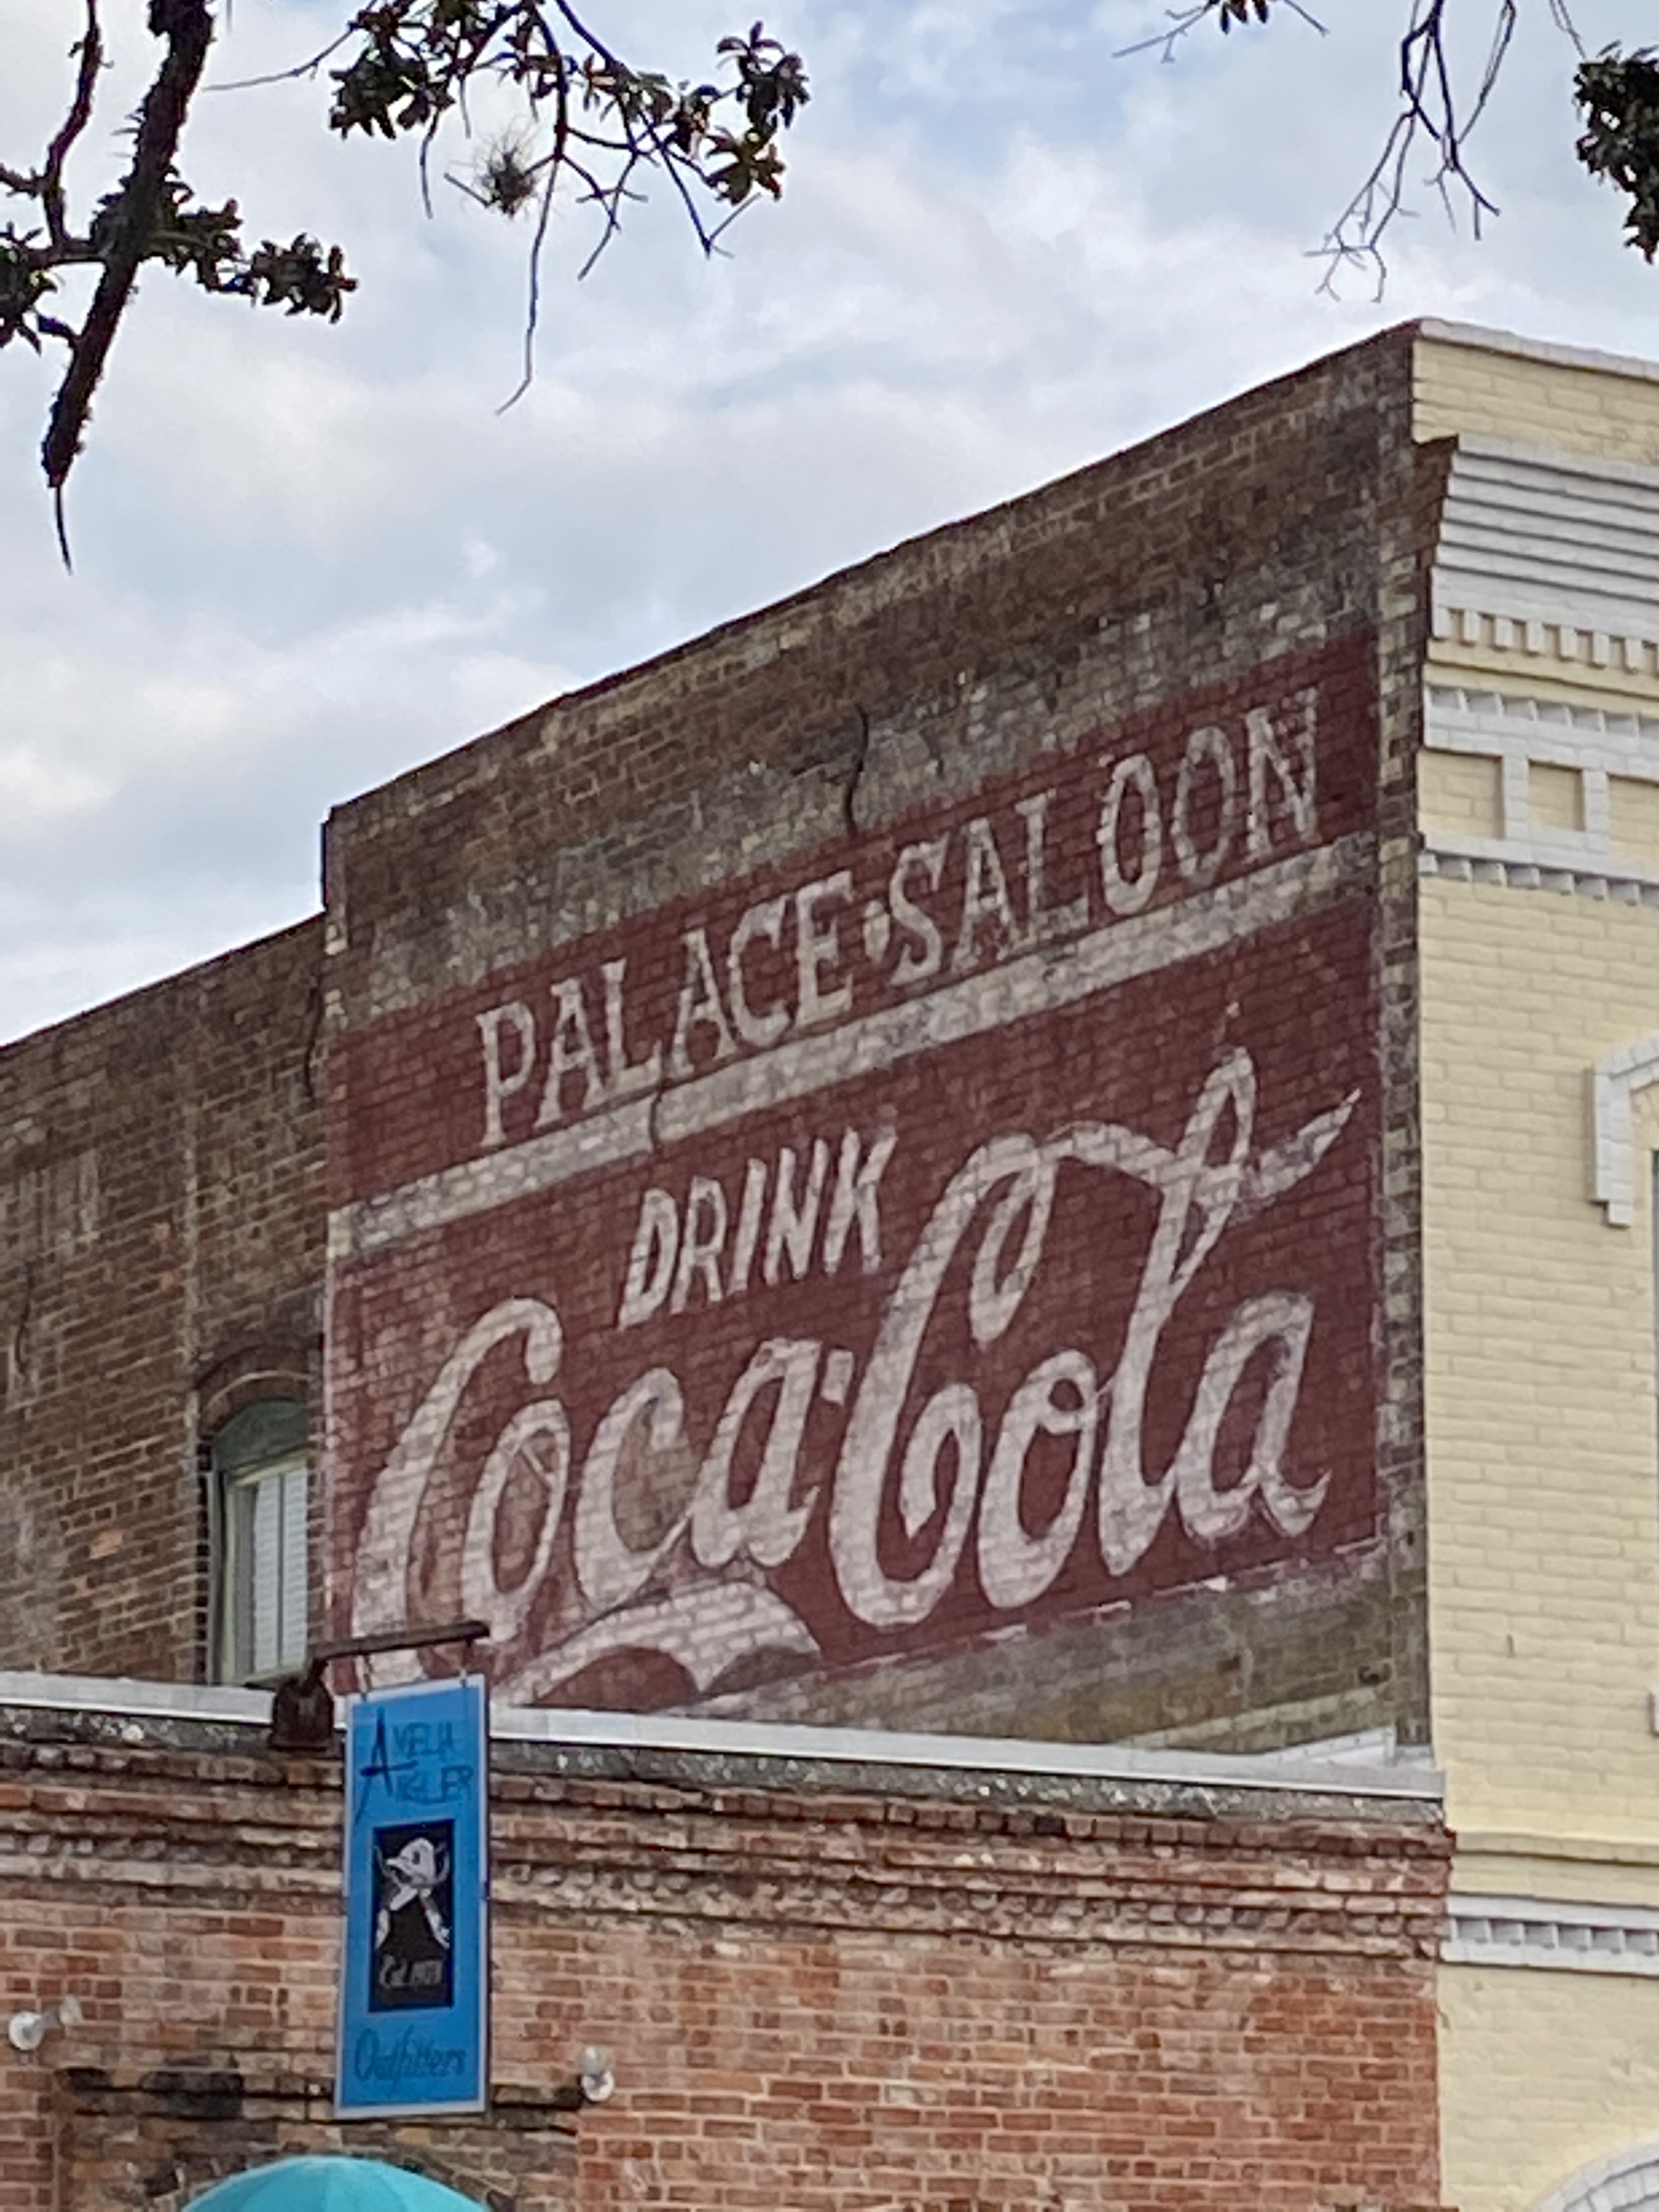 PALACE·SALOON
DRINK
Coca-Cola
AMELIA
ANGLER
Outfitters